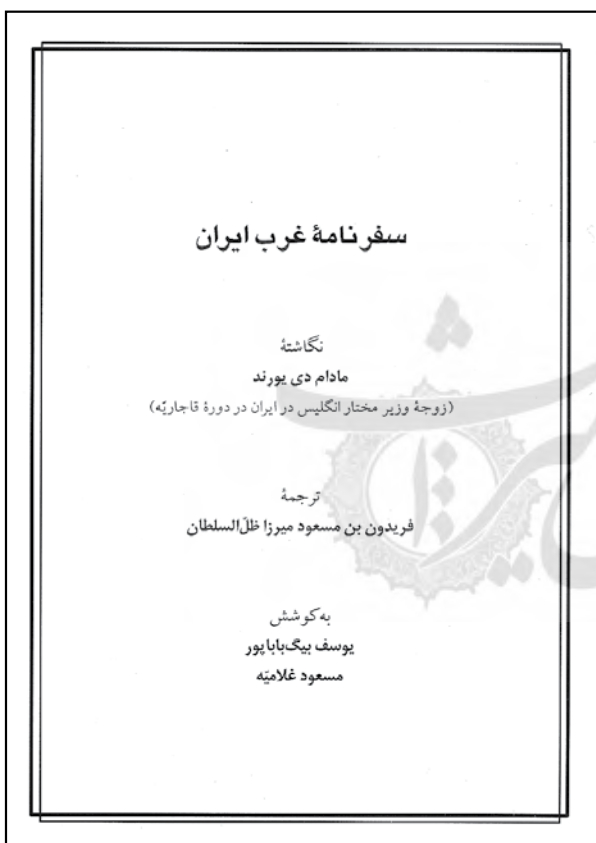 سفرنامهٔ غرب ایران
نگاشتهٔ
مادام دی یورند
(زوجهٔ وزیر مختار انگلیس در ایران در دورهٔ قاجاریّه)
ترجمهٔ
فریدون بن مسعود میرزا ظلّ‌السلطان
به‌کوشش
یوسف بیگ‌باباپور
مسعود غلامیّه